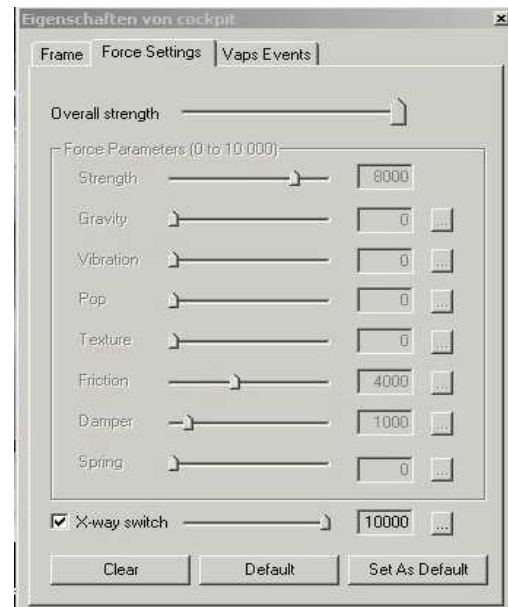 Eigenschaften von cockpit
Frame Force Settings Vaps Events
Overall strength
Force Parameters (0 to 10 000)
Strength 8000
Gravity 0 ...
Vibration 0 ...
Pop 0 ...
Texture 0 ...
Friction 4000 ...
Damper 1000 ...
Spring 0 ...
X-way switch 10000 ...
Clear Default Set As Default